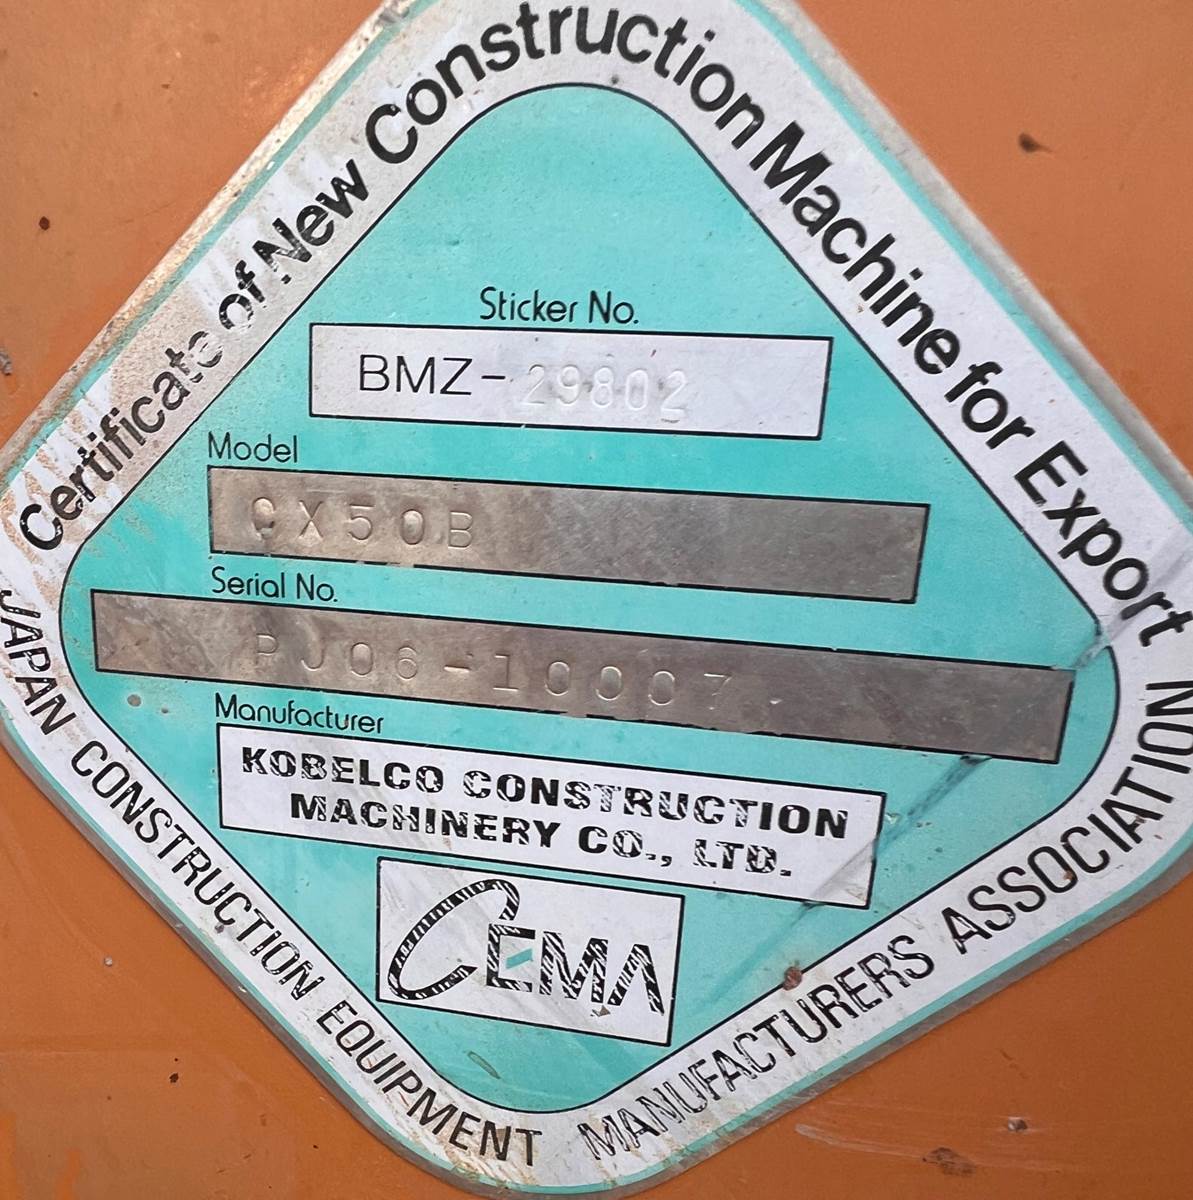 Certificate of New Construction Machine for Export
Sticker No.
BMZ-29802
Model
CX50B
Serial No.
PJ06-10007
Manufacturer
KOBELCO CONSTRUCTION
MACHINERY CO., LTD.
CEMA
JAPAN CONSTRUCTION EQUIPMENT MANUFACTURERS ASSOCIATION